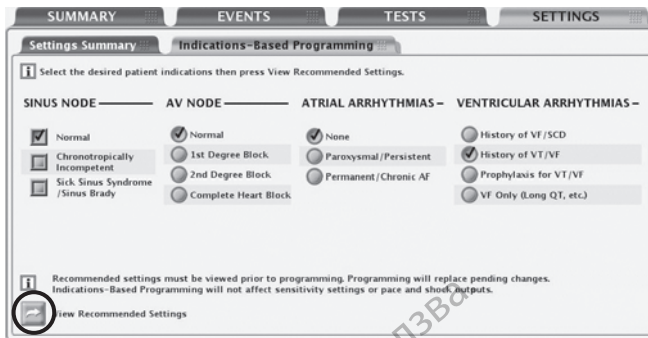 SUMMARY EVENTS TESTS SETTINGS
Settings Summary Indications-Based Programming
i Select the desired patient indications then press View Recommended Settings.
SINUS NODE AV NODE ATRIAL ARRHYTHMIAS VENTRICULAR ARRHYTHMIAS
Normal
Chronotropically
Incompetent
Sick Sinus Syndrome
/Sinus Brady
Normal
1st Degree Block
2nd Degree Block
Complete Heart Block
None
Paroxysmal/Persistent
Permanent/Chronic AF
History of VF/SCD
History of VT/VF
Prophylaxis for VT/VF
VF Only (Long QT, etc.)
i Recommended settings must be viewed prior to programming. Programming will replace pending changes.
Indications-Based Programming will not affect sensitivity settings or pace and shock outputs.
View Recommended Settings